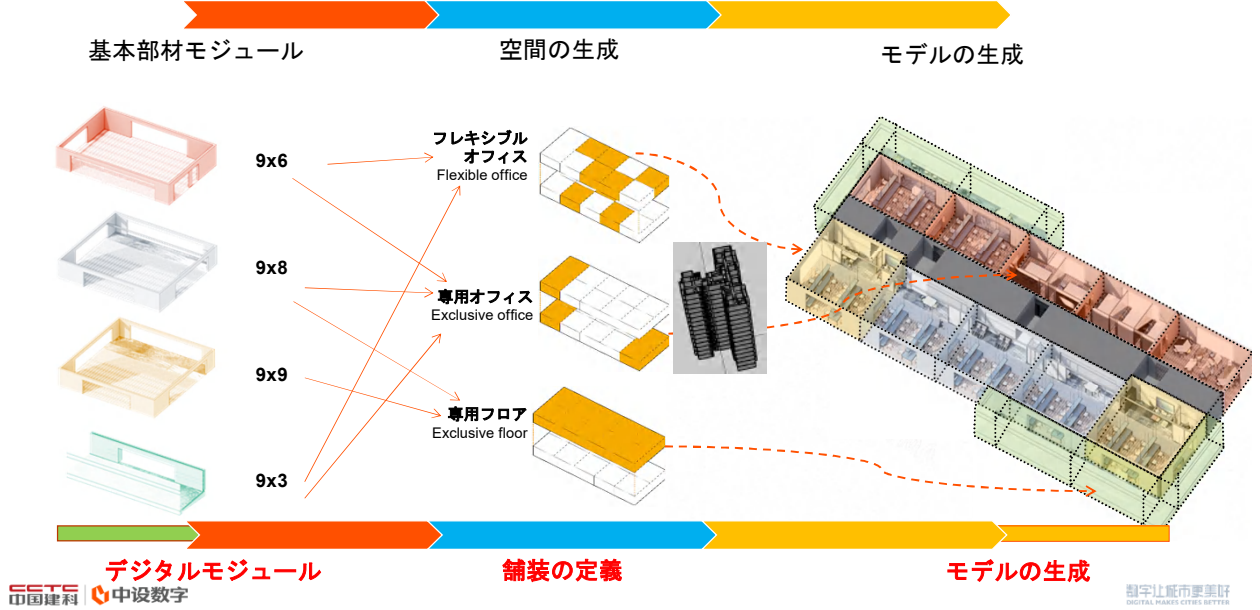 基本部材モジュール
空間の生成
モデルの生成
9x6
9x8
9x9
9x3
フレキシブル
オフィス
Flexible office
専用オフィス
Exclusive office
専用フロア
Exclusive floor
デジタルモジュール
舗装の定義
モデルの生成
CCTC
中国建科
中设数字
数字让城市更美好
DIGITAL MAKES CITIES BETTER